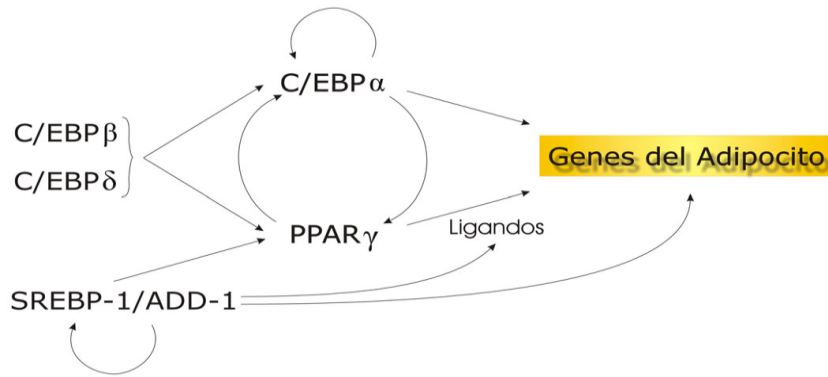 C/EBPα
C/EBPβ
C/EBPδ
Genes del Adipocito
PPARγ
Ligandos
SREBP-1/ADD-1